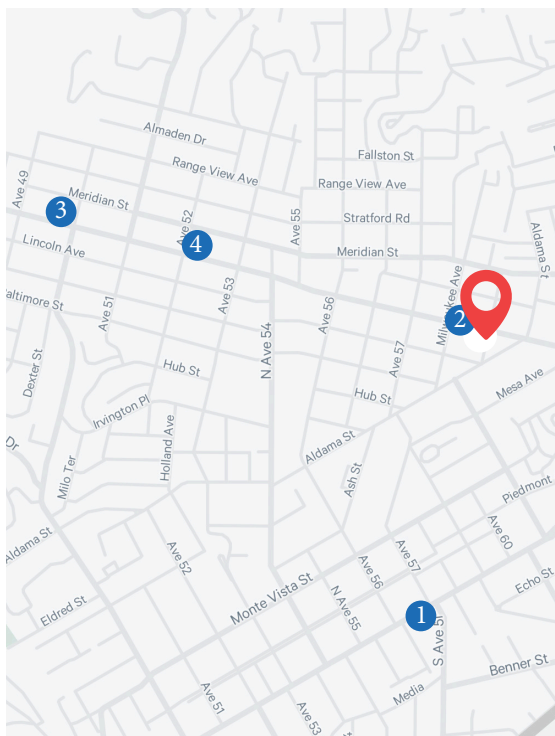 Almaden Dr
Range View Ave
Fallston St
Range View Ave
Ave 49
Meridian St
3
Ave 52
4
Ave 55
Stratford Rd
Meridian St
Aldama St
Lincoln Ave
Ave 53
Milwaukee Ave
Baltimore St
Ave 51
Ave 56
2
N Ave 54
Ave 57
Dexter St
Hub St
Hub St
Mesa Ave
Irvington Pl
Holland Ave
Aldama St
Dr
Milo Ter
Ash St
Piedmont
Aldama St
Ave 52
Ave 57
Ave 60
Ave 56
Monte Vista St
Echo St
Eldred St
N Ave 55
1
S Ave 5
Benner St
Ave 51
Media
Ave 53